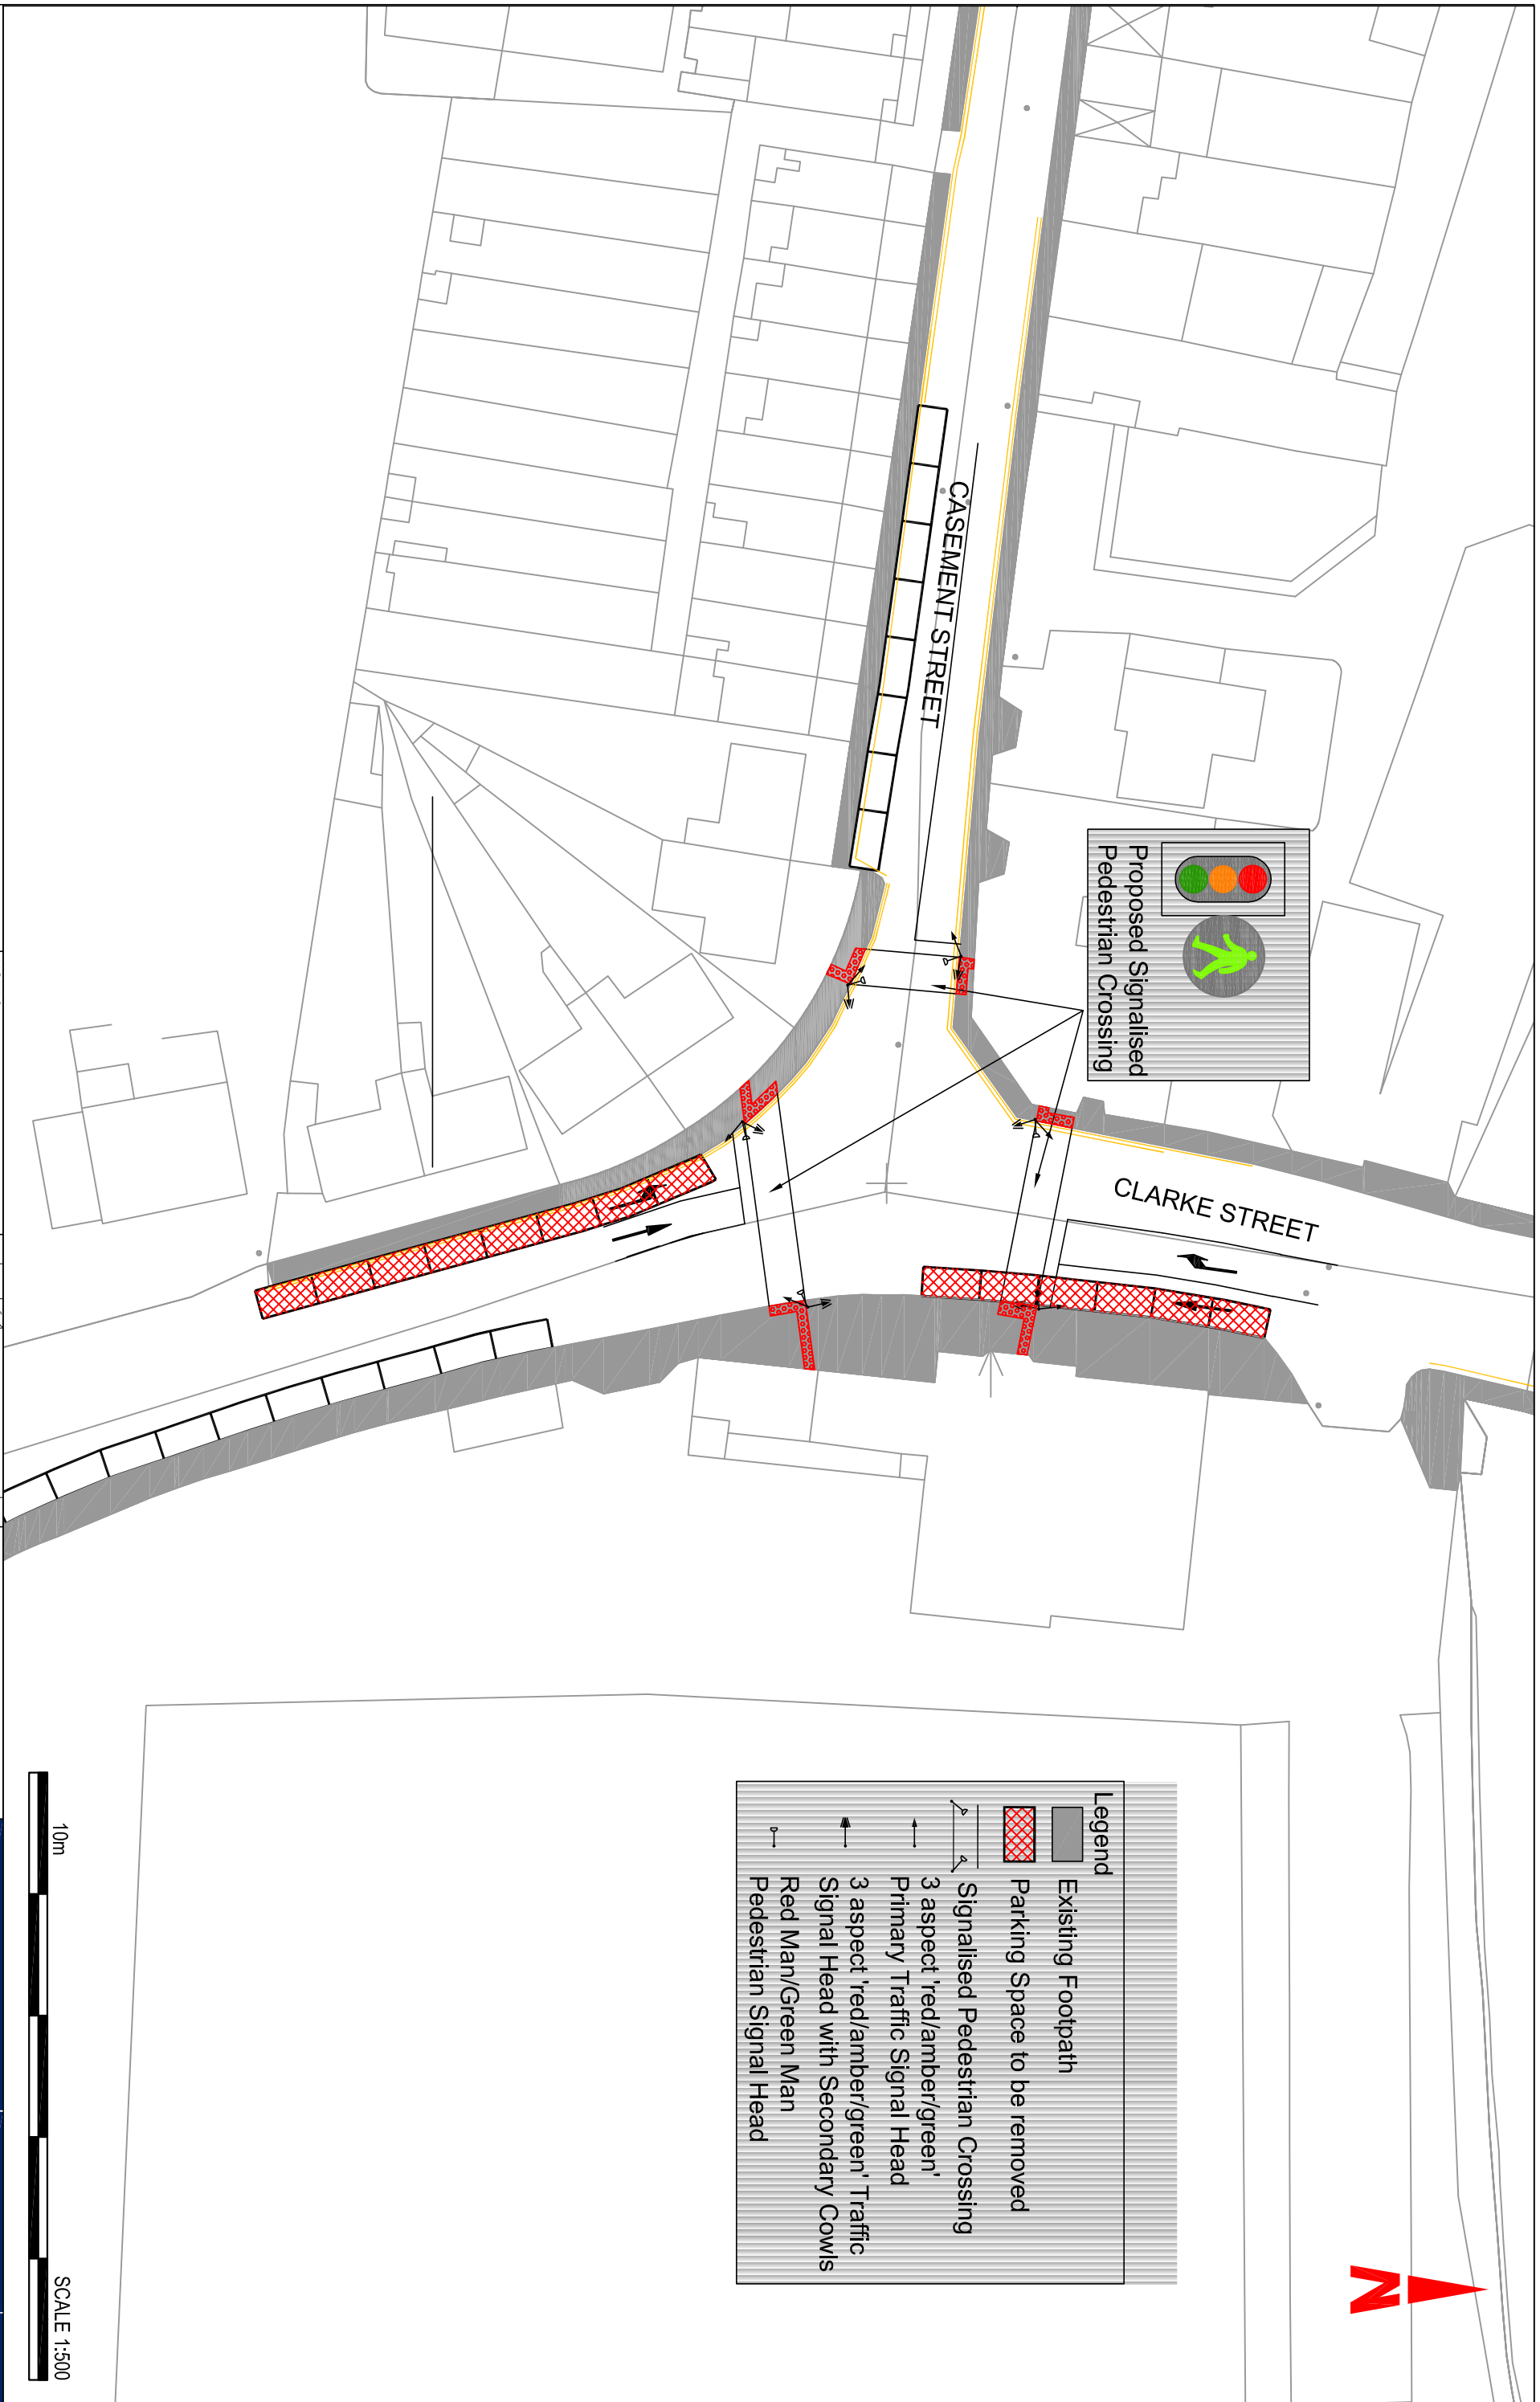 CASEMENT STREET
Proposed Signalised
Pedestrian Crossing
CLARKE STREET
Legend
Existing Footpath
Parking Space to be removed
Signalised Pedestrian Crossing
3 aspect 'red/amber/green'
Primary Traffic Signal Head
3 aspect 'red/amber/green' Traffic
Signal Head with Secondary Cowls
Red Man/Green Man
Pedestrian Signal Head
N
10m
SCALE 1:500